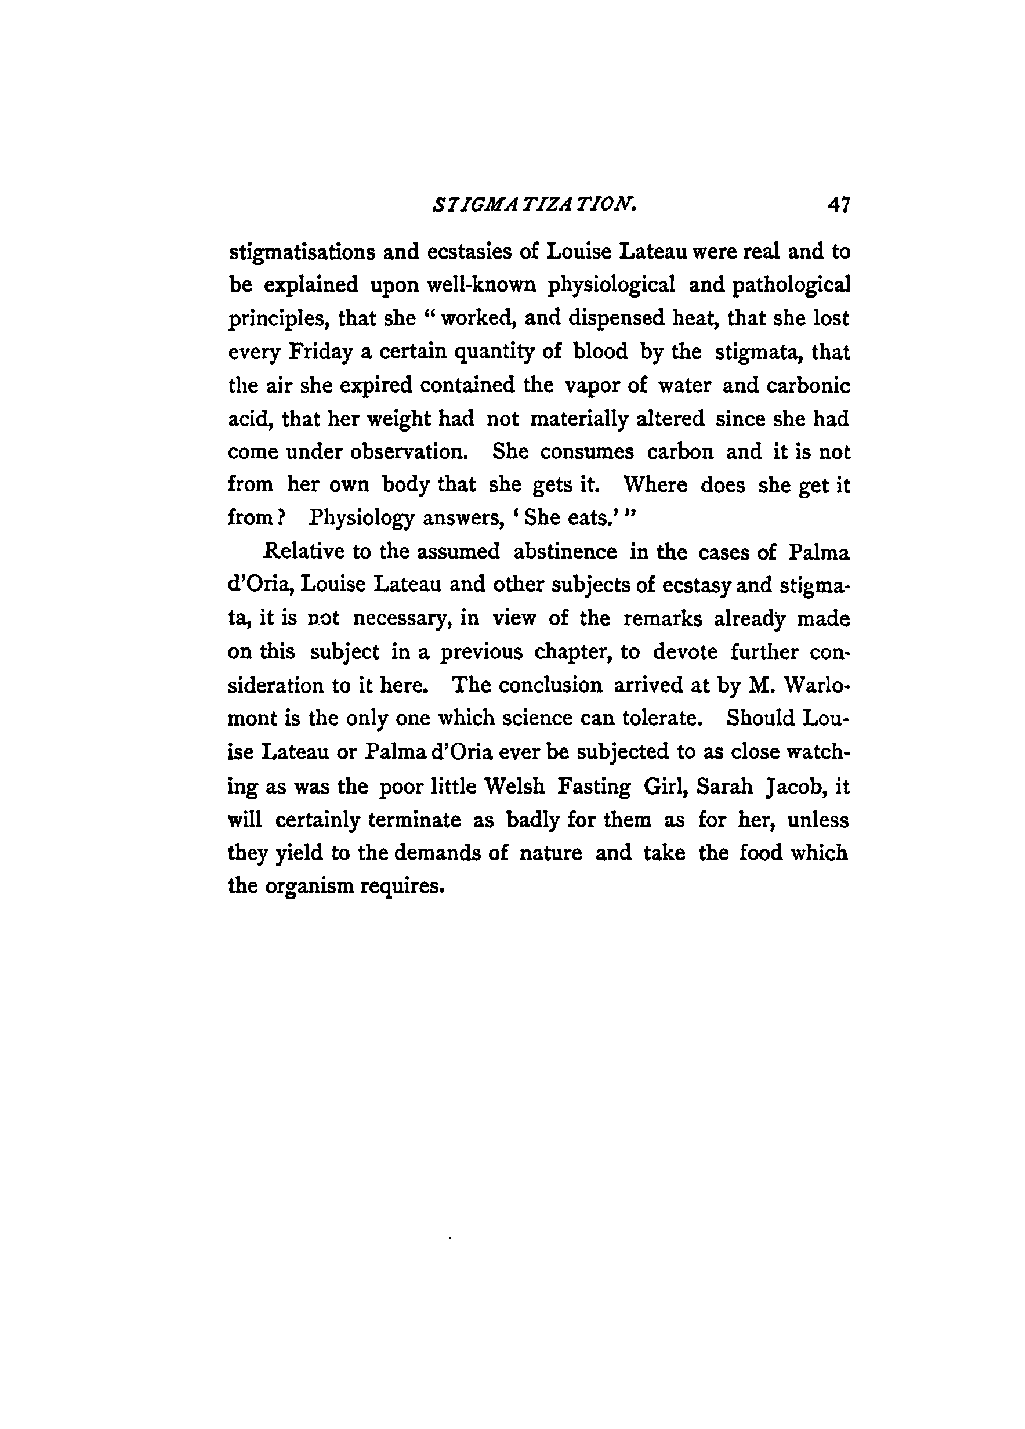 STIGMATIZATION. 47
stigmatisations and ecstasies of Louise Lateau were real and to
be explained upon well-known physiological and pathological
principles, that she “ worked, and dispensed heat, that she lost
every Friday a certain quantity of blood by the stigmata, that
the air she expired contained the vapor of water and carbonic
acid, that her weight had not materially altered since she had
come under observation. She consumes carbon and it is not
from her own body that she gets it. Where does she get it
from? Physiology answers, ‘ She eats.’ ”
Relative to the assumed abstinence in the cases of Palma
d’Oria, Louise Lateau and other subjects of ecstasy and stigma-
ta, it is not necessary, in view of the remarks already made
on this subject in a previous chapter, to devote further con-
sideration to it here. The conclusion arrived at by M. Warlo-
mont is the only one which science can tolerate. Should Lou-
ise Lateau or Palma d’Oria ever be subjected to as close watch-
ing as was the poor little Welsh Fasting Girl, Sarah Jacob, it
will certainly terminate as badly for them as for her, unless
they yield to the demands of nature and take the food which
the organism requires.